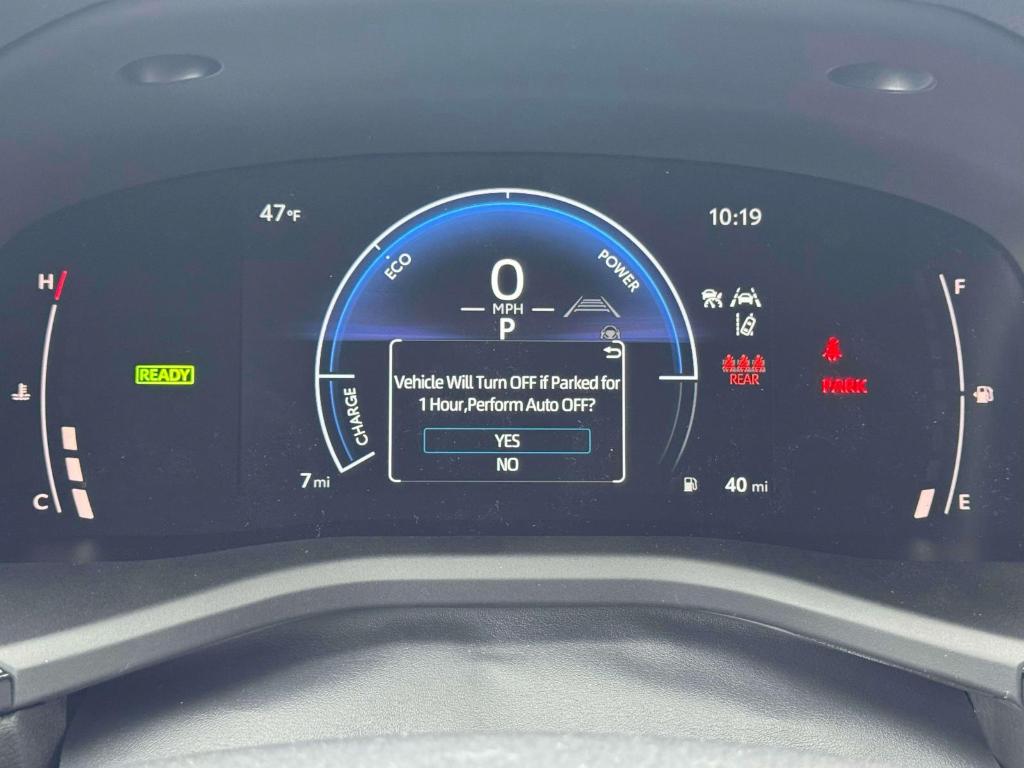 47°F
10:19
ECO
POWER
0
MPH
P
H
F
READY
REAR
PARK
CHARGE
Vehicle Will Turn OFF if Parked for
1 Hour,Perform Auto OFF?
YES
NO
7 mi
40 mi
C
E